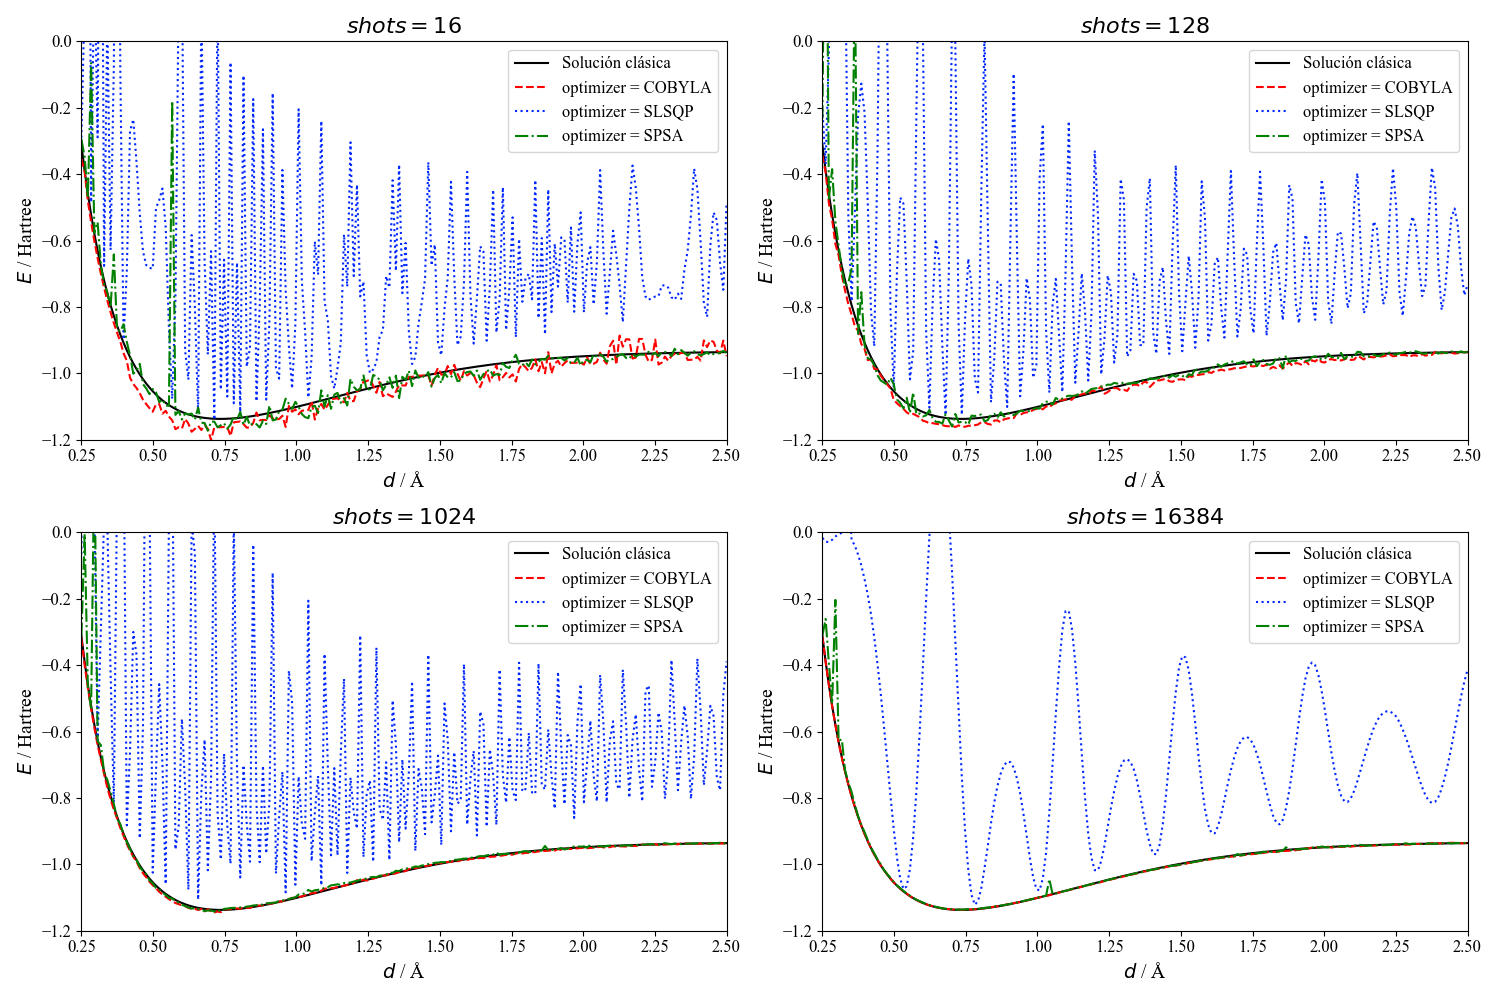 shots = 16
0.0
−0.2
−0.4
−0.6
−0.8
−1.0
−1.2
E / Hartree
Solución clásica
optimizer = COBYLA
optimizer = SLSQP
optimizer = SPSA
0.25 0.50 0.75 1.00 1.25 1.50 1.75 2.00 2.25 2.50
d / Å
shots = 128
0.0
−0.2
−0.4
−0.6
−0.8
−1.0
−1.2
E / Hartree
Solución clásica
optimizer = COBYLA
optimizer = SLSQP
optimizer = SPSA
0.25 0.50 0.75 1.00 1.25 1.50 1.75 2.00 2.25 2.50
d / Å
shots = 1024
0.0
−0.2
−0.4
−0.6
−0.8
−1.0
−1.2
E / Hartree
Solución clásica
optimizer = COBYLA
optimizer = SLSQP
optimizer = SPSA
0.25 0.50 0.75 1.00 1.25 1.50 1.75 2.00 2.25 2.50
d / Å
shots = 16384
0.0
−0.2
−0.4
−0.6
−0.8
−1.0
−1.2
E / Hartree
Solución clásica
optimizer = COBYLA
optimizer = SLSQP
optimizer = SPSA
0.25 0.50 0.75 1.00 1.25 1.50 1.75 2.00 2.25 2.50
d / Å